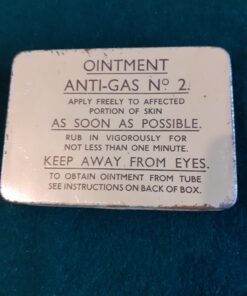 OINTMENT
ANTI-GAS Nº 2.
APPLY FREELY TO AFFECTED
PORTION OF SKIN
AS SOON AS POSSIBLE.
RUB IN VIGOROUSLY FOR
NOT LESS THAN ONE MINUTE.
KEEP AWAY FROM EYES.
TO OBTAIN OINTMENT FROM TUBE
SEE INSTRUCTIONS ON BACK OF BOX.